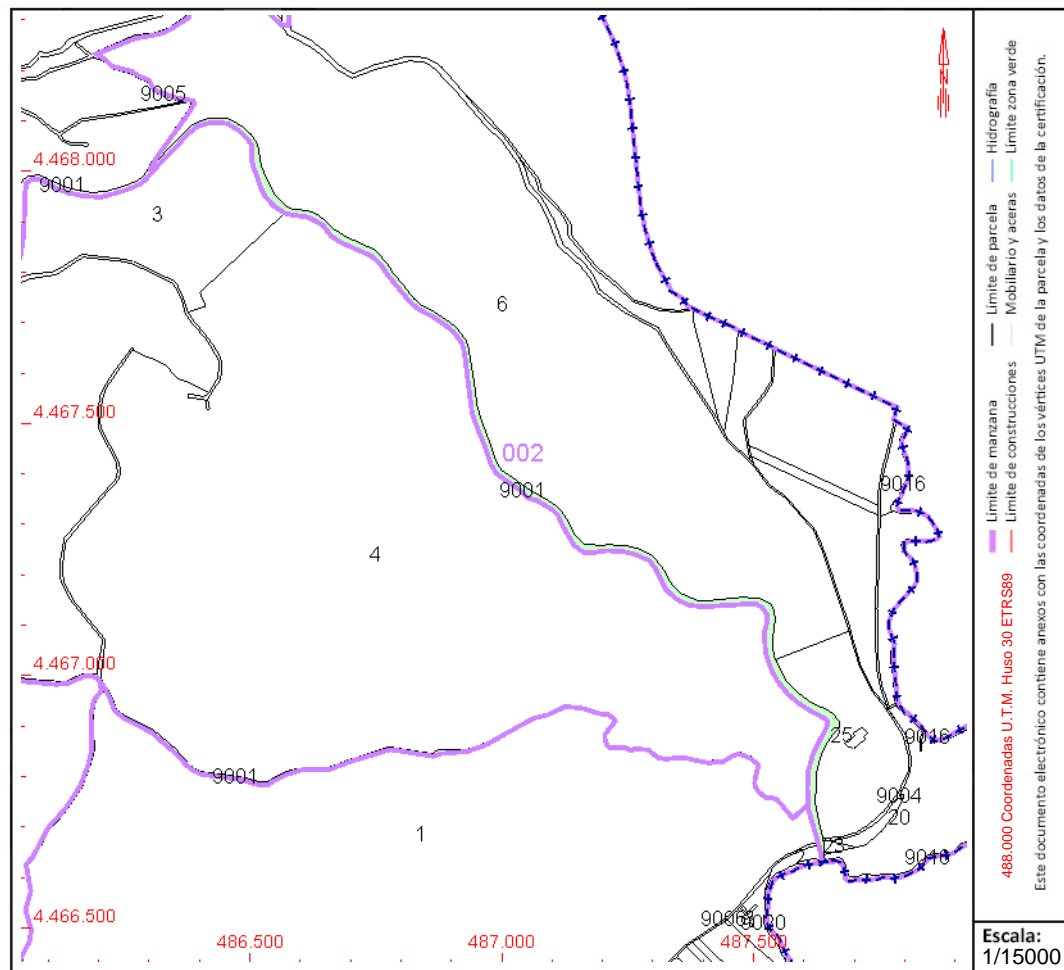 9005
4.468.000
9001
3
6
4.467.500
002
9001
9016
4
4.467.000
25
9016
9001
9004
20
1
23
2
9018
4.466.500
9020
486.500
487.000
487.500
N
Límite de manzana
Límite de parcela
Hidrografía
Límite de construcciones
Mobiliario y aceras
Límite zona verde
488.000 Coordenadas U.T.M. Huso 30 ETRS89
Este documento electrónico contiene anexos con las coordenadas de los vértices UTM de la parcela y los datos de la certificación.
Escala:
1/15000